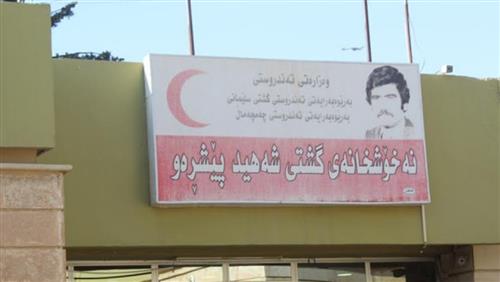 وەزارەتی تەندروستی
بەڕێوەبەرایەتی تەندروستی گشتی سلێمانی
بەڕێوەبەرایەتی تەندروستی چەمچەماڵ
نەخۆشخانەی گشتی شەهید پێشڕەو